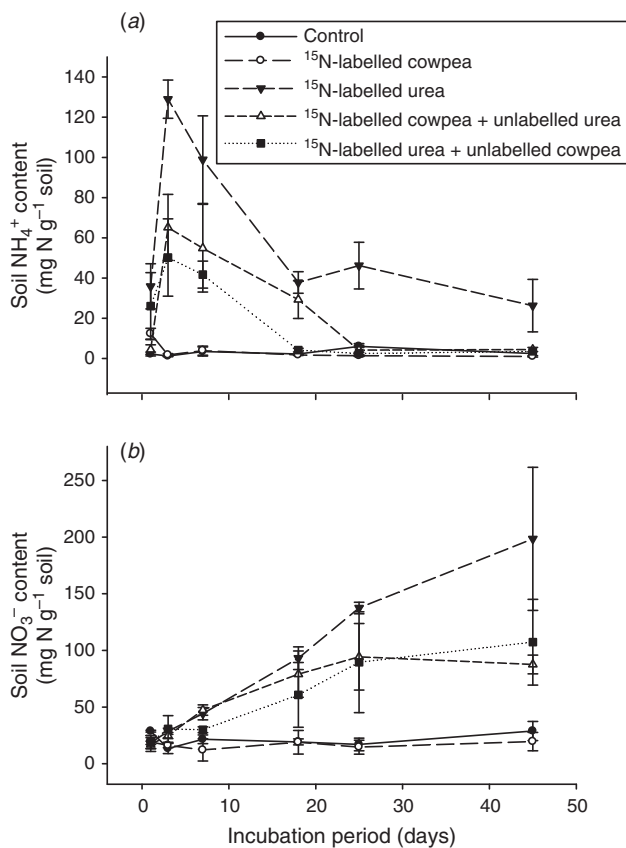 (a)
Control
¹⁵N-labelled cowpea
¹⁵N-labelled urea
¹⁵N-labelled cowpea + unlabelled urea
¹⁵N-labelled urea + unlabelled cowpea
Soil NH₄⁺ content
(mg N g⁻¹ soil)
140
120
100
80
60
40
20
0
(b)
Soil NO₃⁻ content
(mg N g⁻¹ soil)
250
200
150
100
50
0
0 10 20 30 40 50
Incubation period (days)